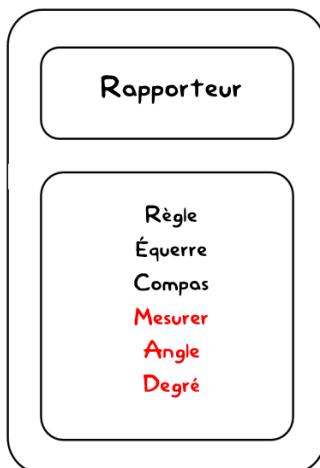 Rapporteur
Règle
Équerre
Compas
Mesurer
Angle
Degré